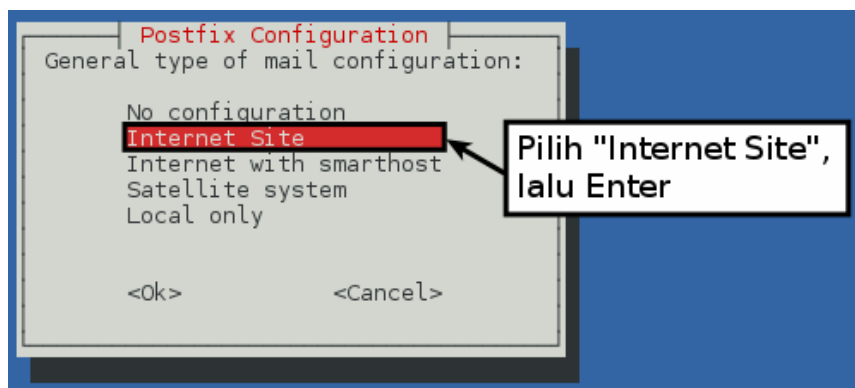 Postfix Configuration
General type of mail configuration:
No configuration
Internet Site
Internet with smarthost
Satellite system
Local only
<Ok> <Cancel>
Pilih "Internet Site",
lalu Enter